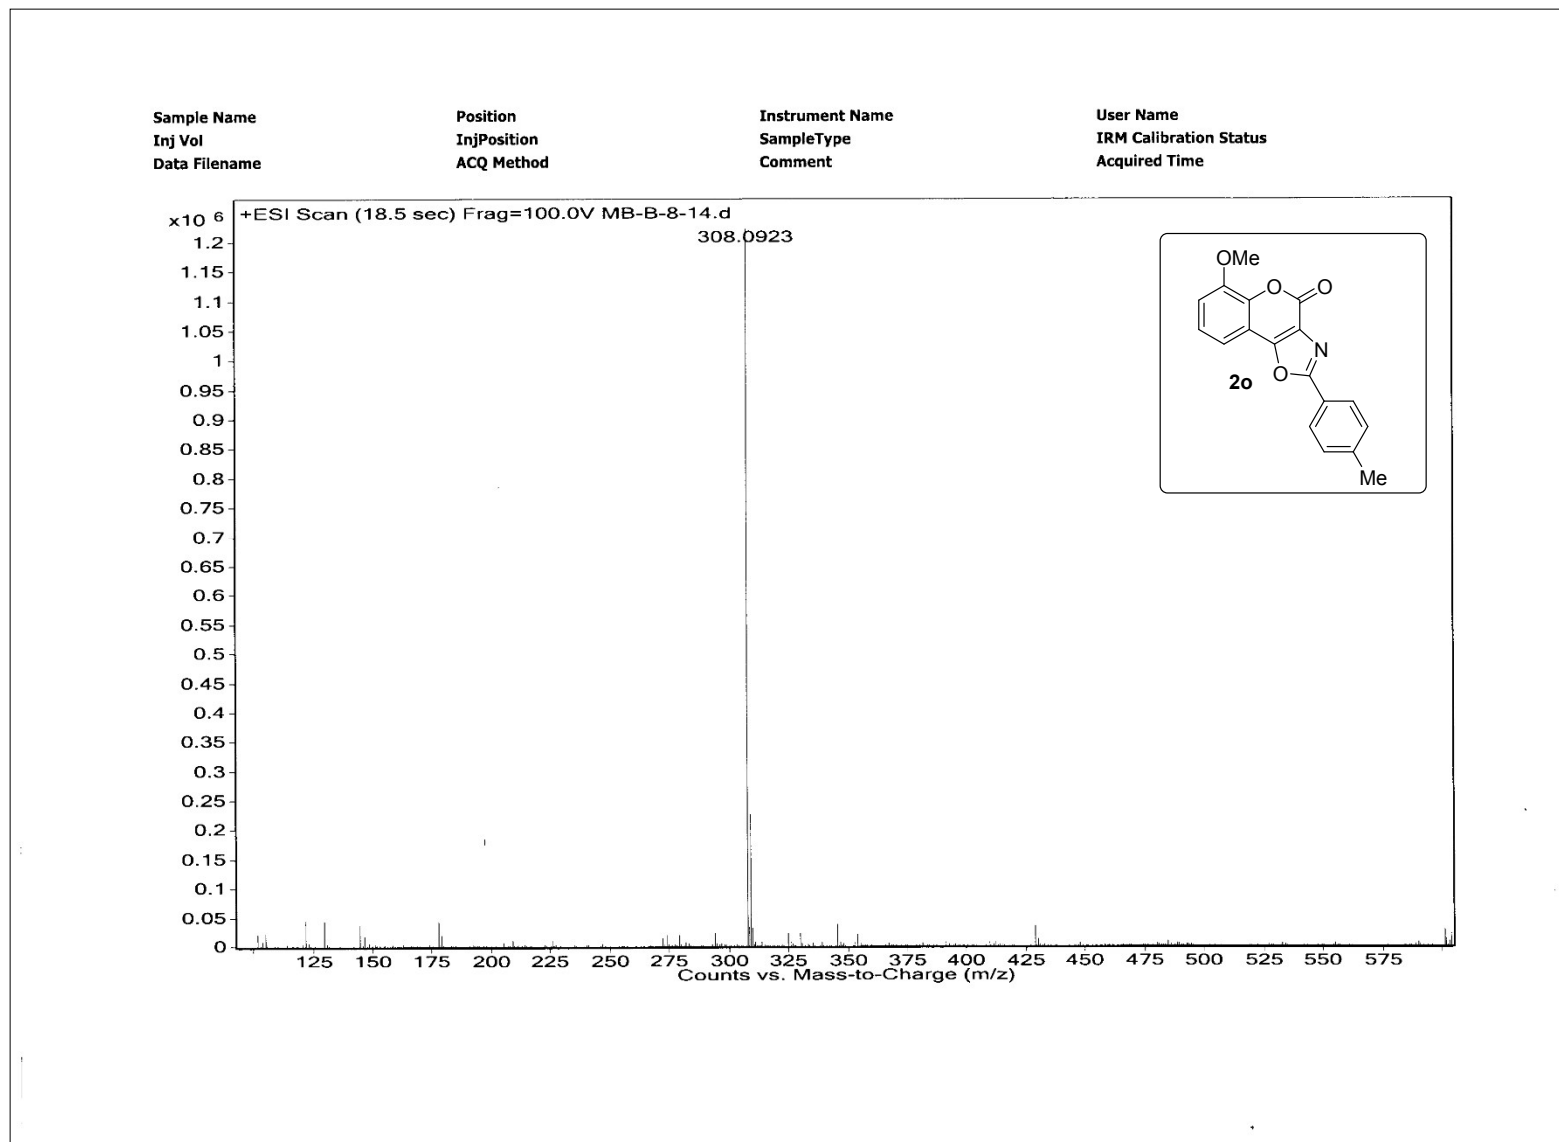 Sample Name Position Instrument Name User Name
Inj Vol InjPosition SampleType IRM Calibration Status
Data Filename ACQ Method Comment Acquired Time
x10 6 +ESI Scan (18.5 sec) Frag=100.0V MB-B-8-14.d
308.0923
1.2
1.15
1.1
1.05
1
0.95
0.9
0.85
0.8
0.75
0.7
0.65
0.6
0.55
0.5
0.45
0.4
0.35
0.3
0.25
0.2
0.15
0.1
0.05
0
OMe
O O
N
O
2o
Me
125 150 175 200 225 250 275 300 325 350 375 400 425 450 475 500 525 550 575
Counts vs. Mass-to-Charge (m/z)